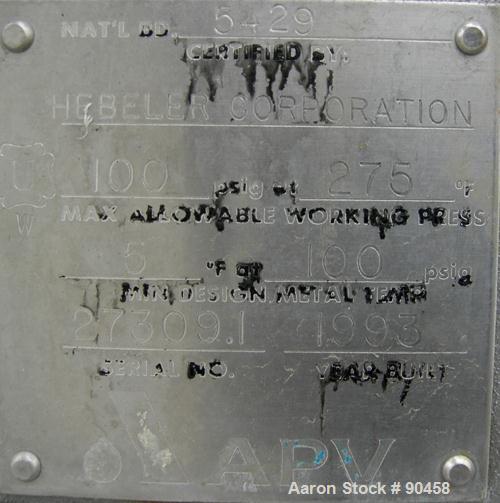 NAT'L BD. 5429
CERTIFIED BY:
HEBELER CORPORATION
100 psig at 275 °F
MAX ALLOWABLE WORKING PRESS
U
W
5 °F at 100 psig
MIN DESIGN METAL TEMP
27309.1 1993
SERIAL NO. YEAR BUILT
APV
Aaron Stock # 90458